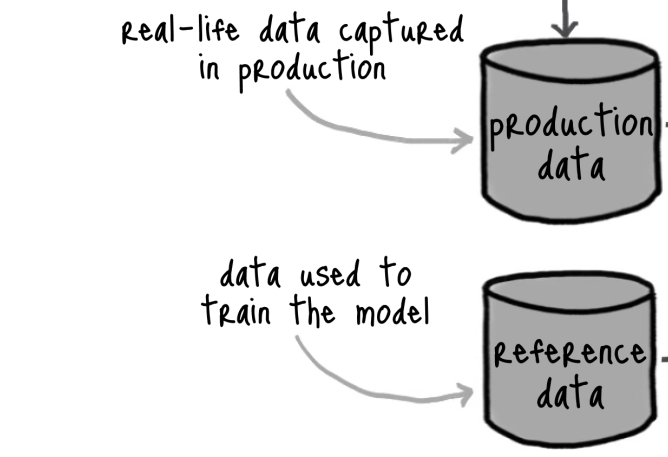 real-life data captured
in production
production
data
data used to
train the model
reference
data